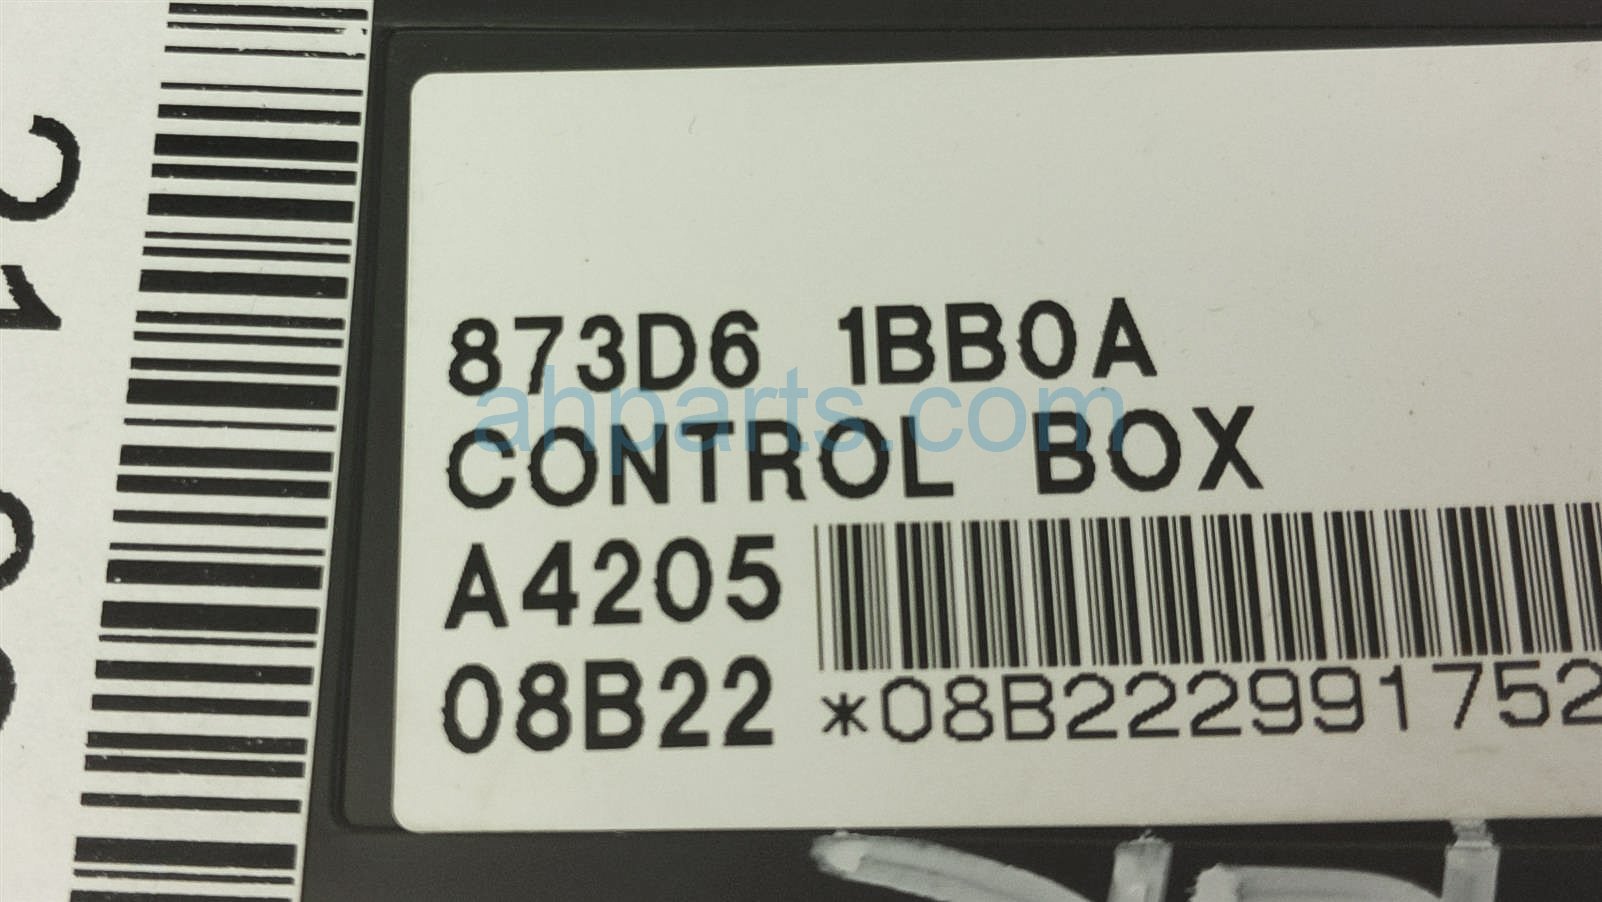 873D6 1BB0A
ahparts.com
CONTROL BOX
A4205
08B22 *08B222991752